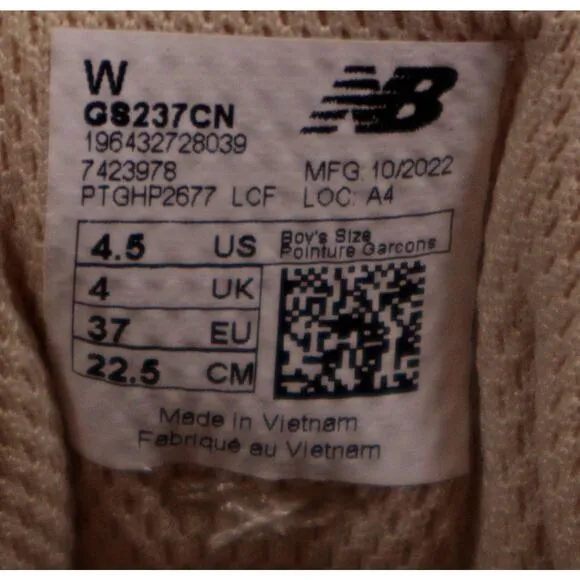 W
NB
GS237CN
196432728039
7423978 MFG 10/2022
PTGHP2677 LCF LOC: A4
4.5 US Boy's Size
Pointure Garcons
4 UK
37 EU
22.5 CM
Made in Vietnam
Fabriqué au Vietnam